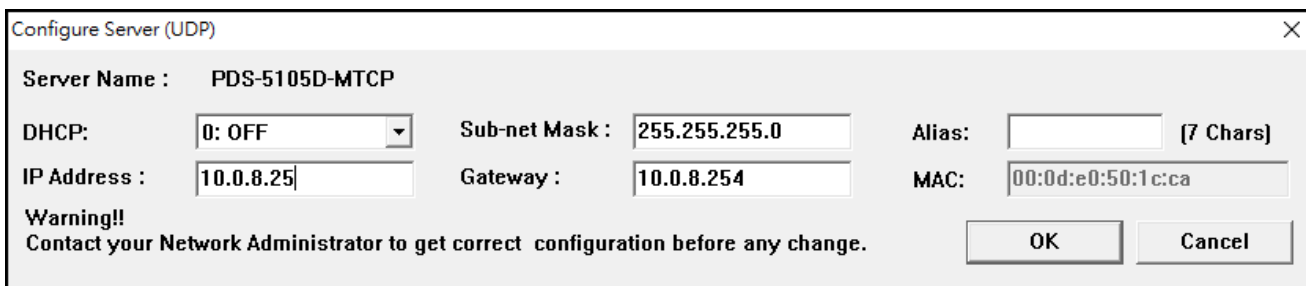 Configure Server (UDP)
Server Name : PDS-5105D-MTCP
DHCP: 0: OFF Sub-net Mask : 255.255.255.0 Alias: (7 Chars)
IP Address : 10.0.8.25 Gateway : 10.0.8.254 MAC: 00:0d:e0:50:1c:ca
Warning!!
Contact your Network Administrator to get correct configuration before any change.
OK Cancel